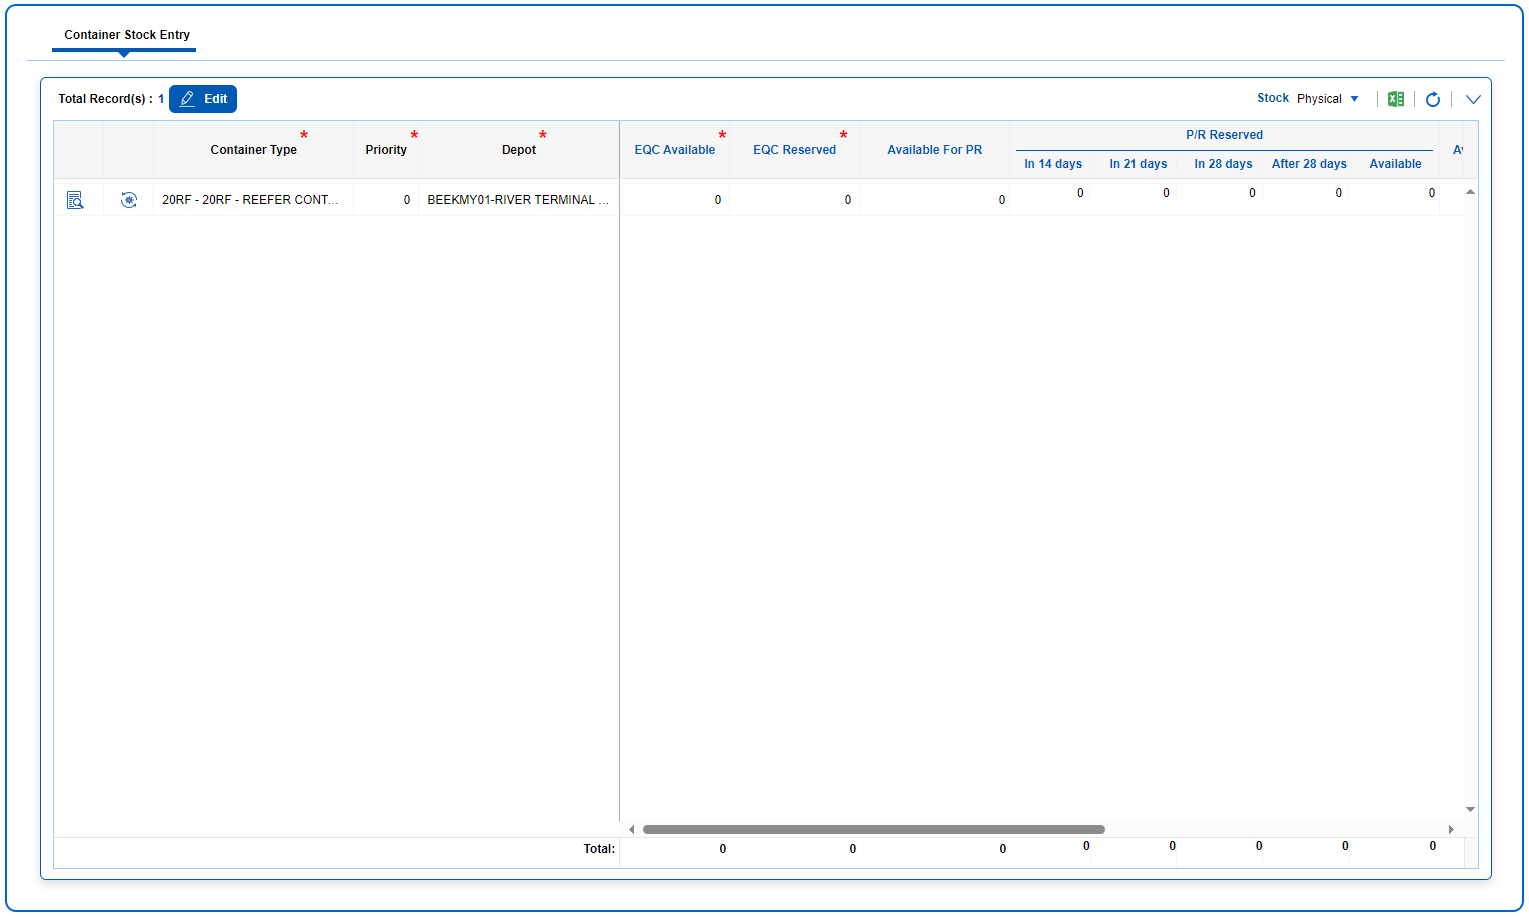 Container Stock Entry
Total Record(s) : 1 Edit Stock Physical
Container Type * Priority * Depot * EQC Available * EQC Reserved * Available For PR P/R Reserved
In 14 days In 21 days In 28 days After 28 days Available
20RF - 20RF - REEFER CONT... 0 BEEKMY01-RIVER TERMINAL ... 0 0 0 0 0 0 0 0
Total: 0 0 0 0 0 0 0 0